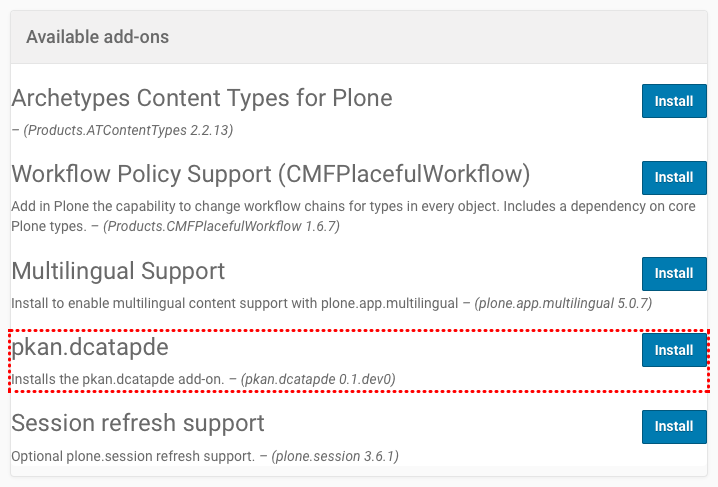 Available add-ons
Archetypes Content Types for Plone
Install
– (Products.ATContentTypes 2.2.13)
Workflow Policy Support (CMFPlacefulWorkflow)
Install
Add in Plone the capability to change workflow chains for types in every object. Includes a dependency on core
Plone types. – (Products.CMFPlacefulWorkflow 1.6.7)
Multilingual Support
Install
Install to enable multilingual content support with plone.app.multilingual – (plone.app.multilingual 5.0.7)
pkan.dcatapde
Install
Installs the pkan.dcatapde add-on. – (pkan.dcatapde 0.1.dev0)
Session refresh support
Install
Optional plone.session refresh support. – (plone.session 3.6.1)